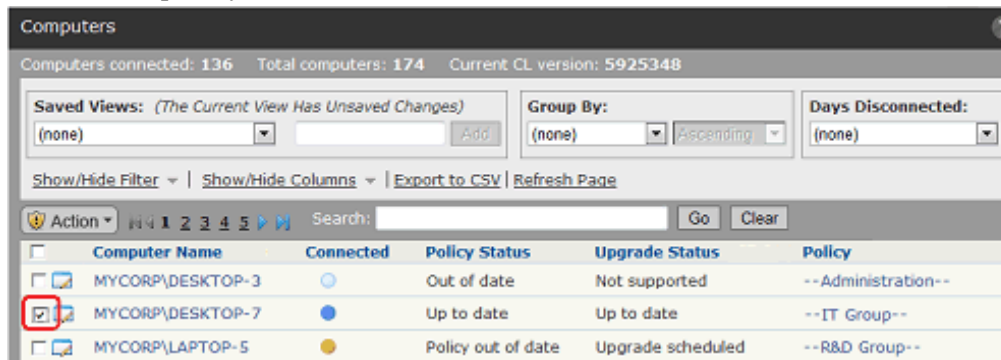 Computers
Computers connected: 136 Total computers: 174 Current CL version: 5925348
Saved Views: (The Current View Has Unsaved Changes) Group By: Days Disconnected:
(none) Add (none) Ascending (none)
Show/Hide Filter | Show/Hide Columns | Export to CSV | Refresh Page
Action 1 2 3 4 5 Search: Go Clear
Computer Name Connected Policy Status Upgrade Status Policy
MYCORP\DESKTOP-3 Out of date Not supported --Administration--
MYCORP\DESKTOP-7 Up to date Up to date --IT Group--
MYCORP\LAPTOP-5 Policy out of date Upgrade scheduled --R&D Group--